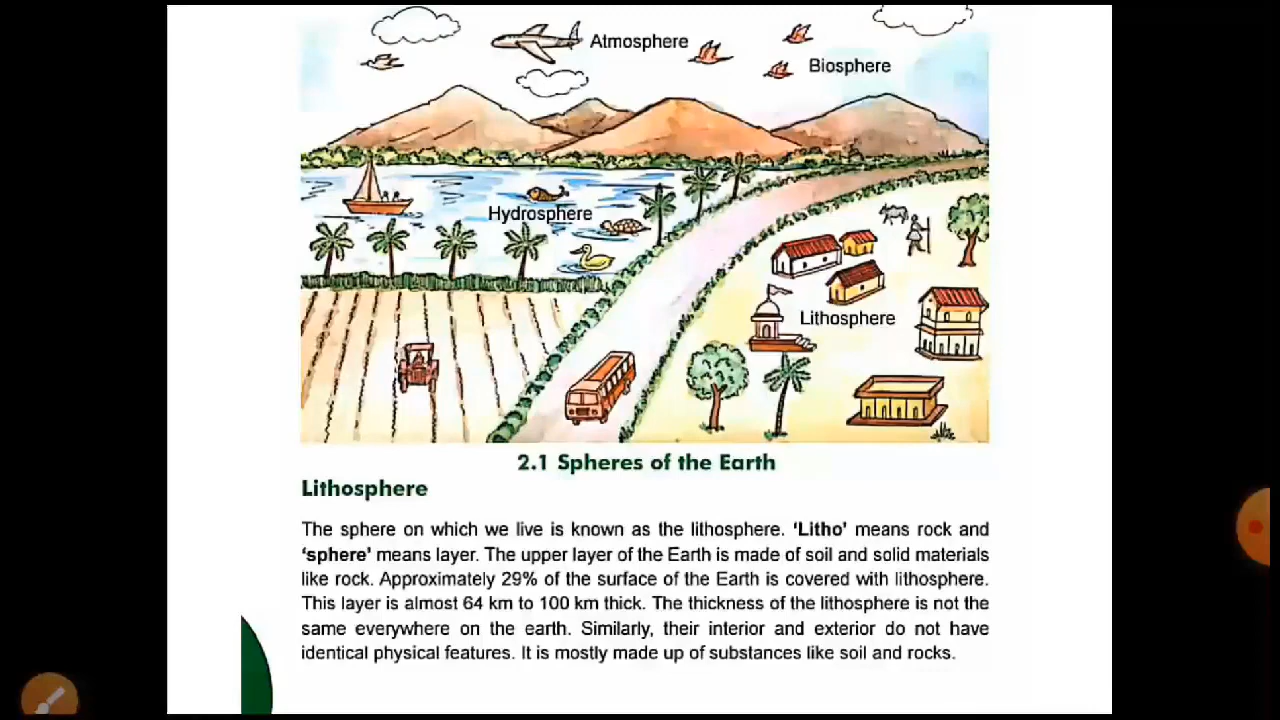 Atmosphere
Biosphere
Hydrosphere
Lithosphere
2.1 Spheres of the Earth
Lithosphere
The sphere on which we live is known as the lithosphere. ‘Litho’ means rock and
‘sphere’ means layer. The upper layer of the Earth is made of soil and solid materials
like rock. Approximately 29% of the surface of the Earth is covered with lithosphere.
This layer is almost 64 km to 100 km thick. The thickness of the lithosphere is not the
same everywhere on the earth. Similarly, their interior and exterior do not have
identical physical features. It is mostly made up of substances like soil and rocks.